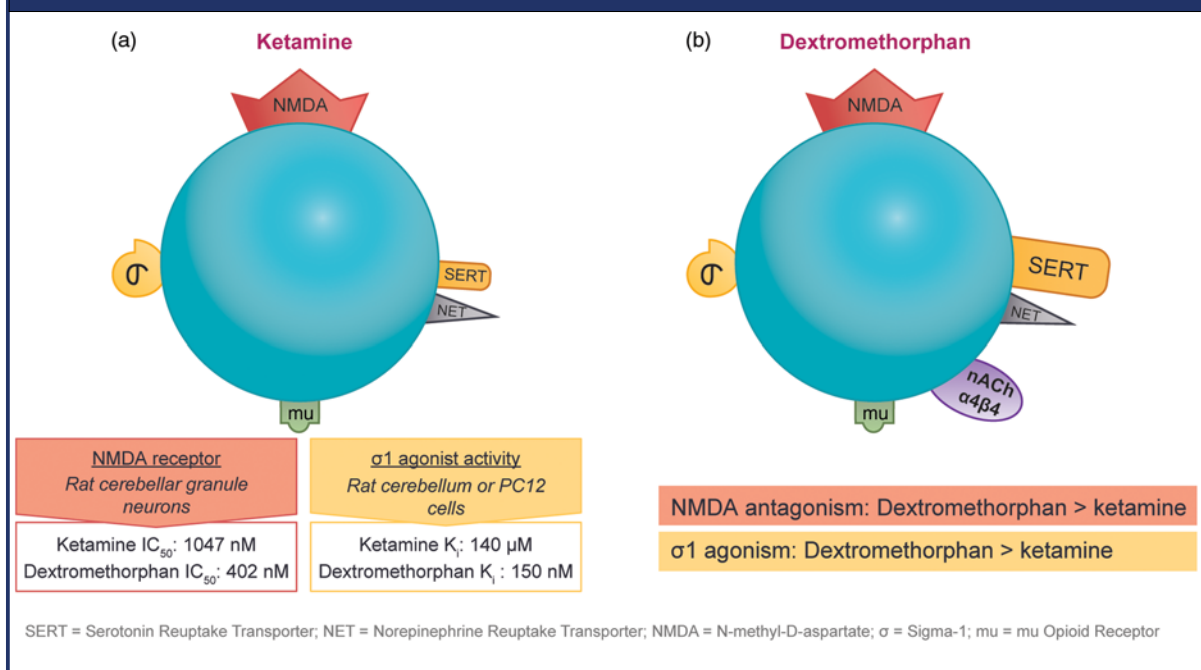 (a)
Ketamine
NMDA
σ
SERT
NET
mu
NMDA receptor
Rat cerebellar granule
neurons
Ketamine IC₅₀: 1047 nM
Dextromethorphan IC₅₀: 402 nM
σ1 agonist activity
Rat cerebellum or PC12
cells
Ketamine Kᵢ: 140 μM
Dextromethorphan Kᵢ : 150 nM
(b)
Dextromethorphan
NMDA
σ
SERT
NET
nACh
α4β4
mu
NMDA antagonism: Dextromethorphan > ketamine
σ1 agonism: Dextromethorphan > ketamine
SERT = Serotonin Reuptake Transporter; NET = Norepinephrine Reuptake Transporter; NMDA = N-methyl-D-aspartate; σ = Sigma-1; mu = mu Opioid Receptor